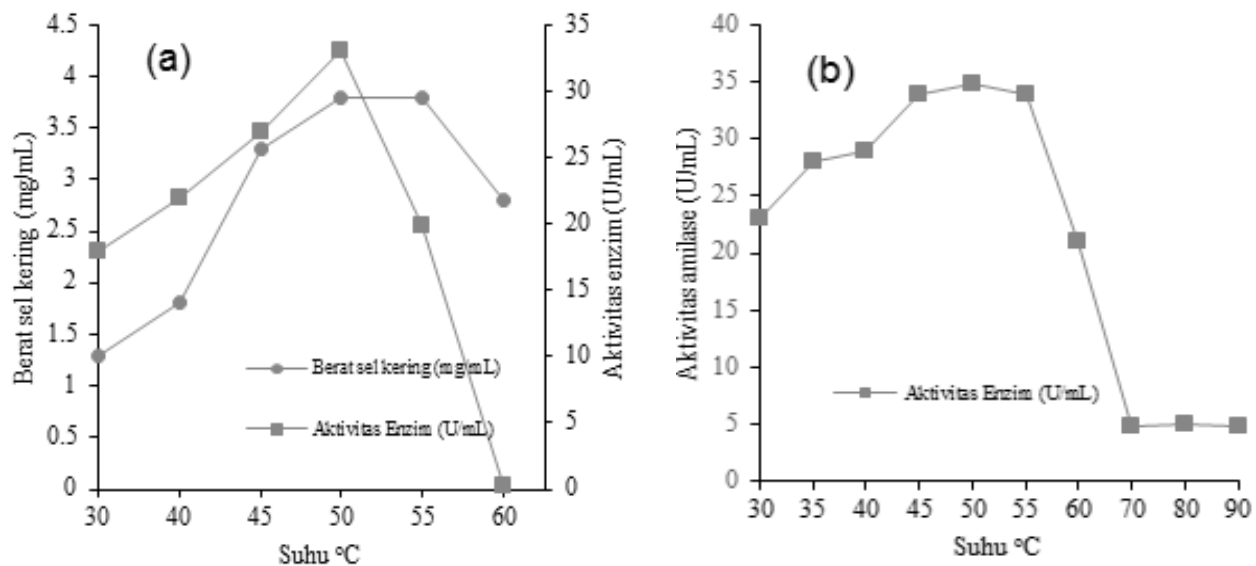 (a)
Berat sel kering (mg/mL)
4.5
4
3.5
3
2.5
2
1.5
1
0.5
0
35
30
25
20
15
10
5
0
Aktivitas enzim (U/mL)
Berat sel kering (mg/mL)
Aktivitas Enzim (U/mL)
30 40 45 50 55 60
Suhu °C
(b)
Aktivitas amilase (U/mL)
40
35
30
25
20
15
10
5
0
Aktivitas Enzim (U/mL)
30 35 40 45 50 55 60 70 80 90
Suhu °C